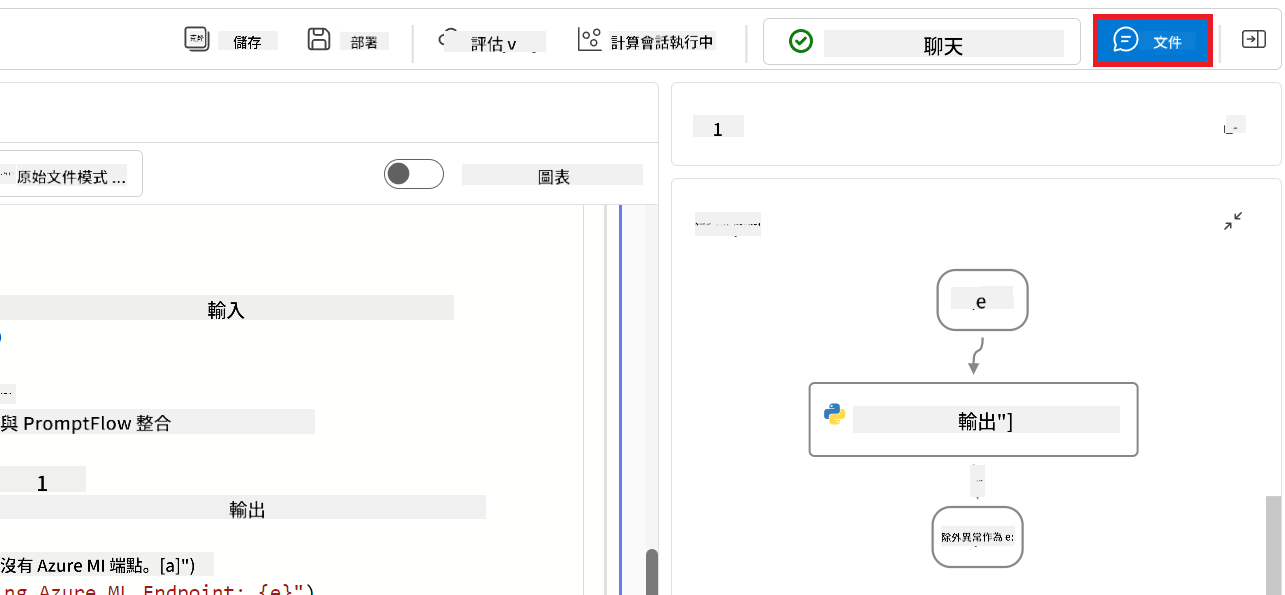 儲存
部署
評估 v
計算會話執行中
聊天
文件
1
原始文件模式 ...
圖表
輸入
e
與 PromptFlow 整合
輸出"]
1
輸出
除外異常作為 e:
沒有 Azure MI 端點。[a]")
ng Azure ML Endpoint: {e}")